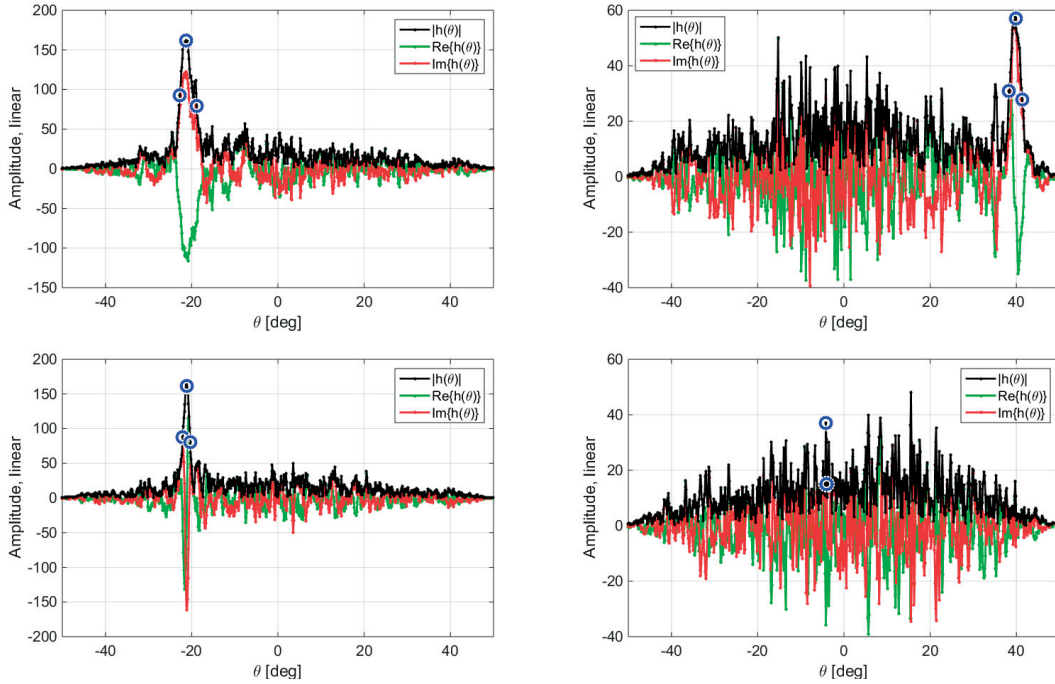 200
150
100
50
0
-50
-100
-150
Amplitude, linear
|h(θ)|
Re{h(θ)}
Im{h(θ)}
-40 -20 0 20 40
θ [deg]
60
40
20
0
-20
-40
Amplitude, linear
|h(θ)|
Re{h(θ)}
Im{h(θ)}
-40 -20 0 20 40
θ [deg]
200
150
100
50
0
-50
-100
-150
-200
Amplitude, linear
|h(θ)|
Re{h(θ)}
Im{h(θ)}
-40 -20 0 20 40
θ [deg]
60
40
20
0
-20
-40
Amplitude, linear
|h(θ)|
Re{h(θ)}
Im{h(θ)}
-40 -20 0 20 40
θ [deg]